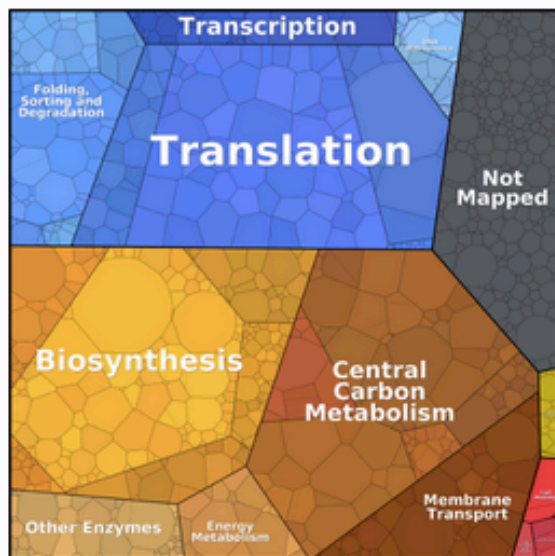 Transcription
Folding,
Sorting and
Degradation
Translation
Not
Mapped
Biosynthesis
Central
Carbon
Metabolism
Membrane
Transport
Other Enzymes
Energy
Metabolism